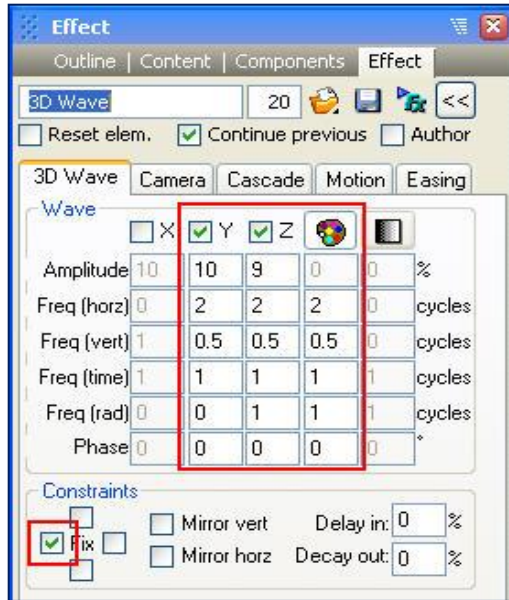 Effect
Outline | Content | Components Effect
3D Wave 20 Fx <<
Reset elem. Continue previous Author
3D Wave Camera Cascade Motion Easing
Wave
X Y Z
Amplitude 10 10 9 0 0 %
Freq (horz) 0 2 2 2 0 cycles
Freq (vert) 1 0.5 0.5 0.5 0 cycles
Freq (time) 1 1 1 1 1 cycles
Freq (rad) 0 0 1 1 1 cycles
Phase 0 0 0 0 0 °
Constraints
Mirror vert Delay in: 0 %
Fix
Mirror horz Decay out: 0 %